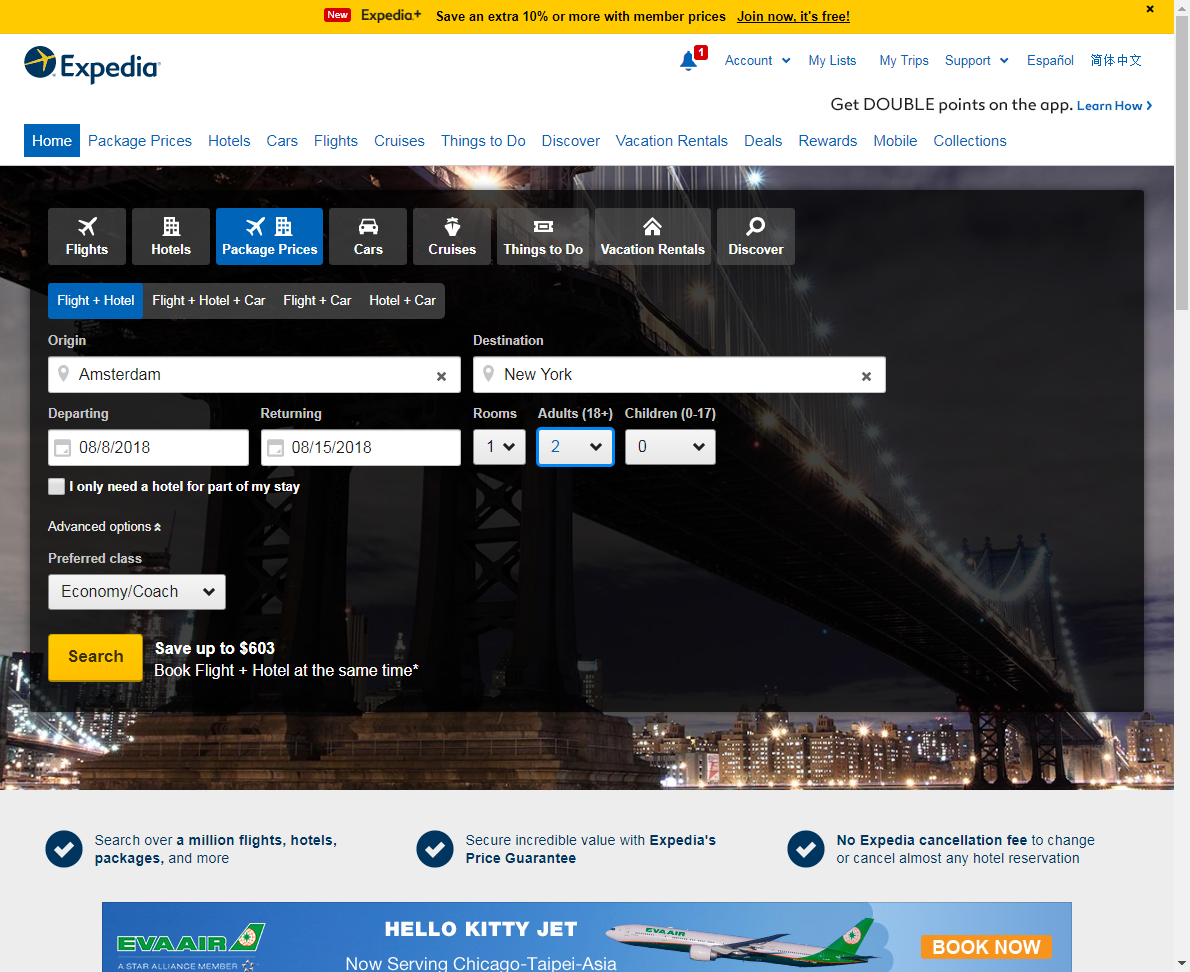 New Expedia+ Save an extra 10% or more with member prices Join now, it's free!
Expedia
1 Account My Lists My Trips Support Español 简体中文
Get DOUBLE points on the app. Learn How
Home Package Prices Hotels Cars Flights Cruises Things to Do Discover Vacation Rentals Deals Rewards Mobile Collections
Flights Hotels Package Prices Cars Cruises Things to Do Vacation Rentals Discover
Flight + Hotel Flight + Hotel + Car Flight + Car Hotel + Car
Origin Destination
Amsterdam New York
Departing Returning Rooms Adults (18+) Children (0-17)
08/8/2018 08/15/2018 1 2 0
I only need a hotel for part of my stay
Advanced options
Preferred class
Economy/Coach
Search
Save up to $603
Book Flight + Hotel at the same time*
Search over a million flights, hotels,
packages, and more
Secure incredible value with Expedia's
Price Guarantee
No Expedia cancellation fee to change
or cancel almost any hotel reservation
EVA AIR
A STAR ALLIANCE MEMBER
HELLO KITTY JET
Now Serving Chicago-Taipei-Asia
EVA AIR
BOOK NOW